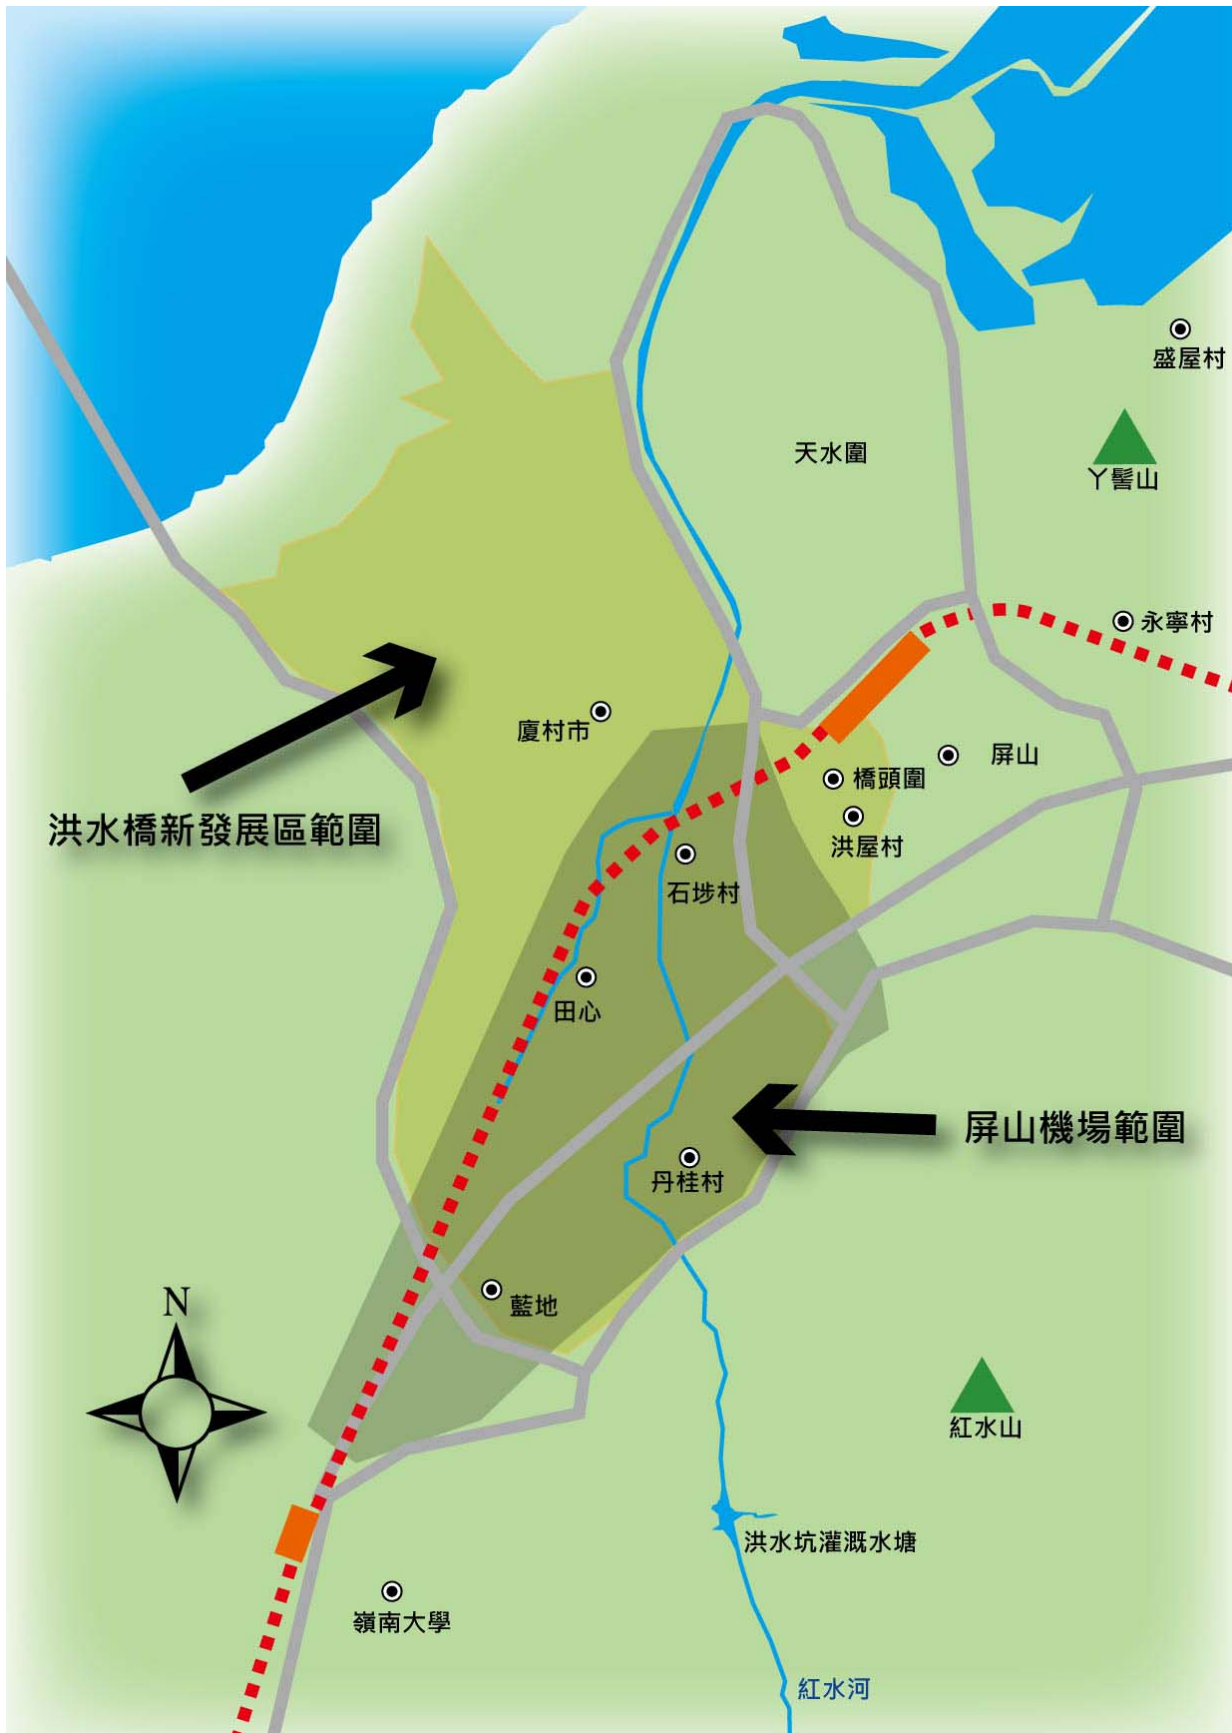 盛屋村
天水圍
丫髻山
永寧村
廈村市
屏山
橋頭圍
洪水橋新發展區範圍
洪屋村
石埗村
田心
屏山機場範圍
丹桂村
N
藍地
紅水山
洪水坑灌溉水塘
嶺南大學
紅水河